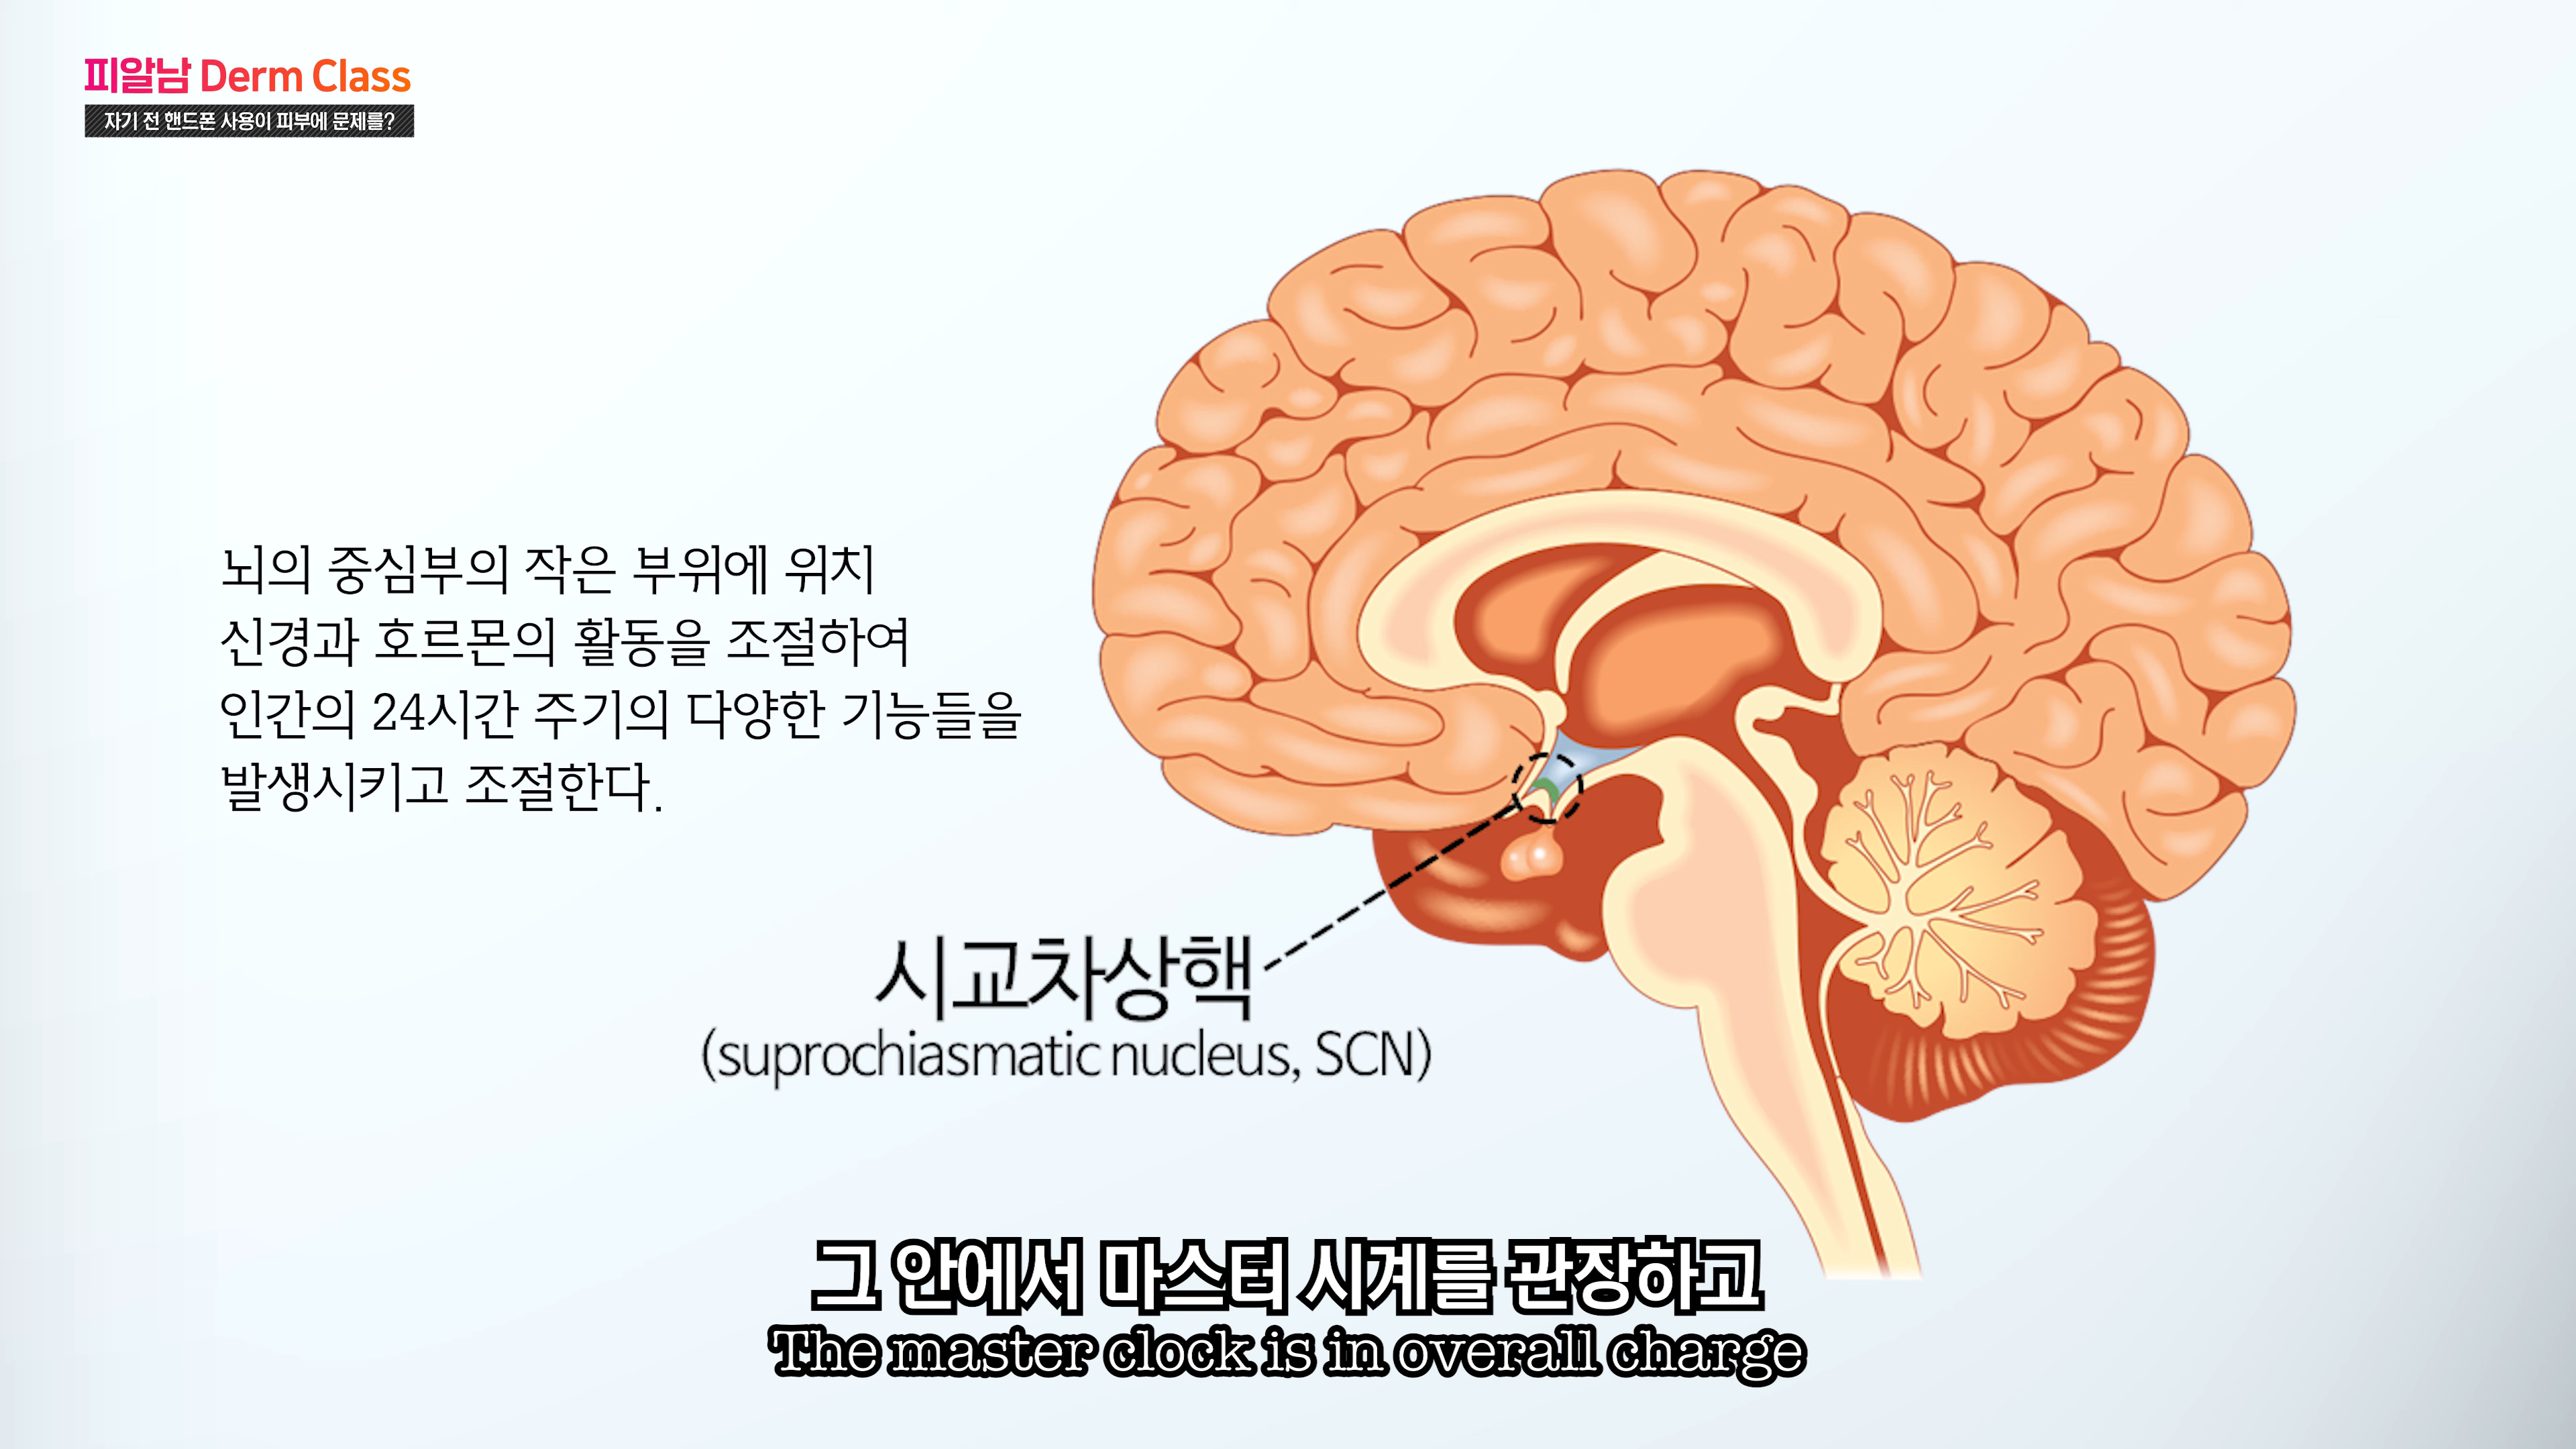 피알남 Derm Class
자기 전 핸드폰 사용이 피부에 문제를?
뇌의 중심부의 작은 부위에 위치
신경과 호르몬의 활동을 조절하여
인간의 24시간 주기의 다양한 기능들을
발생시키고 조절한다.
시교차상핵
(suprochiasmatic nucleus, SCN)
그 안에서 마스터 시계를 관장하고
The master clock is in overall charge